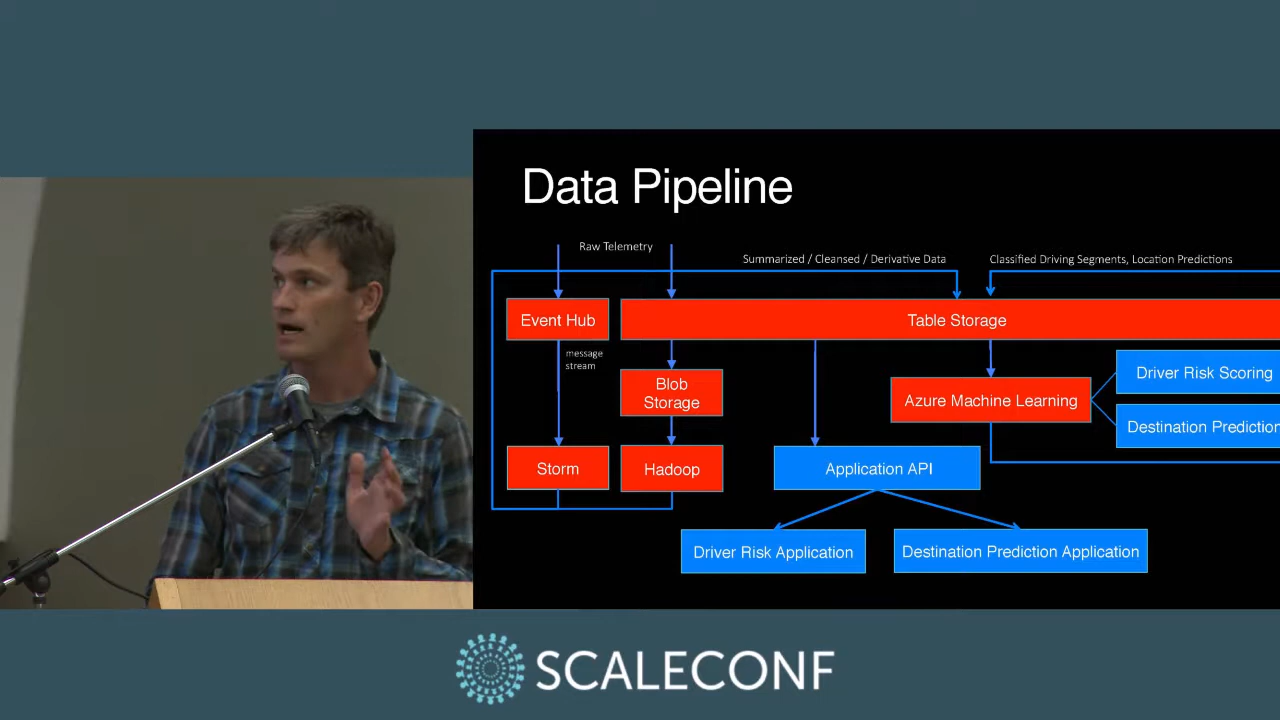 Data Pipeline
Raw Telemetry
Summarized / Cleansed / Derivative Data
Classified Driving Segments, Location Predictions
Event Hub
Table Storage
message
stream
Blob
Storage
Driver Risk Scoring
Azure Machine Learning
Destination Prediction
Storm
Hadoop
Application API
Driver Risk Application
Destination Prediction Application
SCALECONF